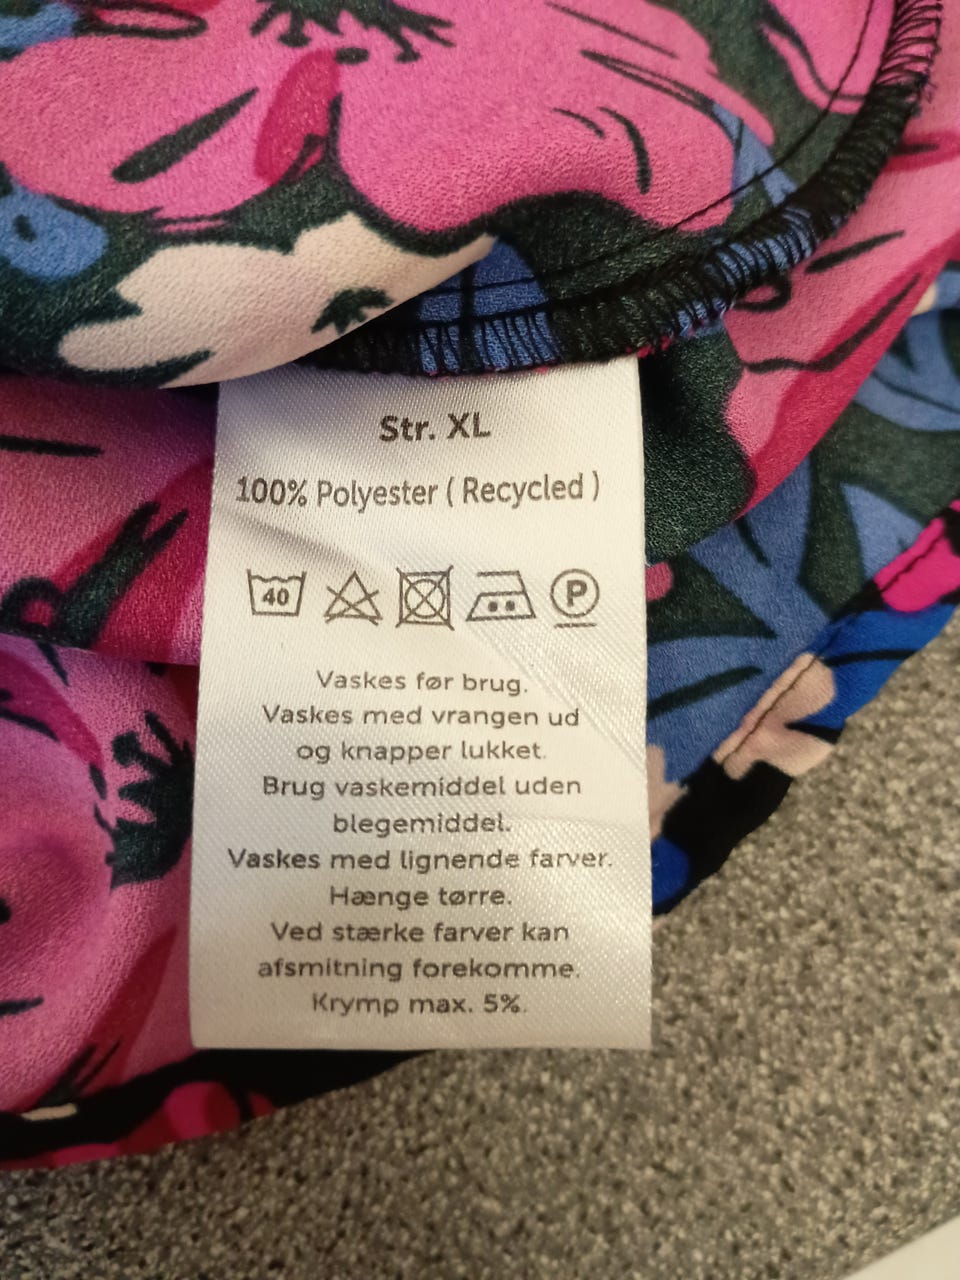 Str. XL
100% Polyester ( Recycled )
40 P
Vaskes før brug.
Vaskes med vrangen ud
og knapper lukket.
Brug vaskemiddel uden
blegemiddel.
Vaskes med lignende farver.
Hænge tørre.
Ved stærke farver kan
afsmitning forekomme.
Krymp max. 5%.